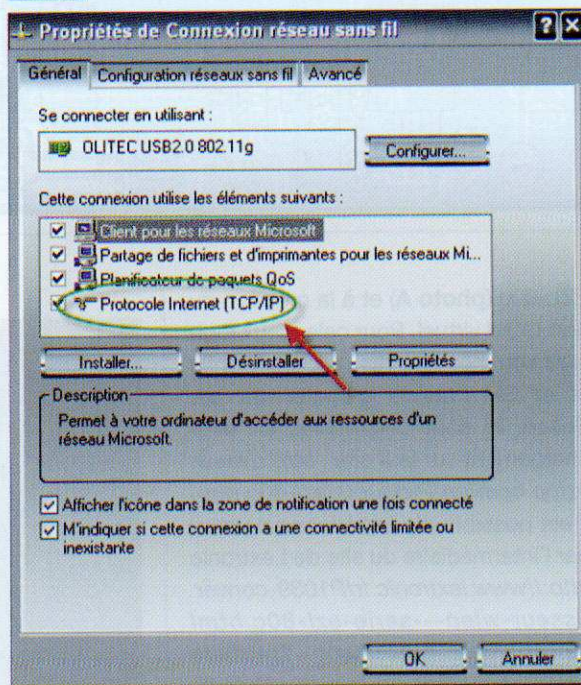 Propriétés de Connexion réseau sans fil
Général Configuration réseaux sans fil Avancé
Se connecter en utilisant :
OLITEC USB2.0 802.11g
Configurer...
Cette connexion utilise les éléments suivants :
Client pour les réseaux Microsoft
Partage de fichiers et d'imprimantes pour les réseaux Mi...
Planificateur de paquets QoS
Protocole Internet (TCP/IP)
Installer... Désinstaller Propriétés
Description
Permet à votre ordinateur d'accéder aux ressources d'un
réseau Microsoft.
Afficher l'icône dans la zone de notification une fois connecté
M'indiquer si cette connexion a une connectivité limitée ou
inexistante
OK Annuler